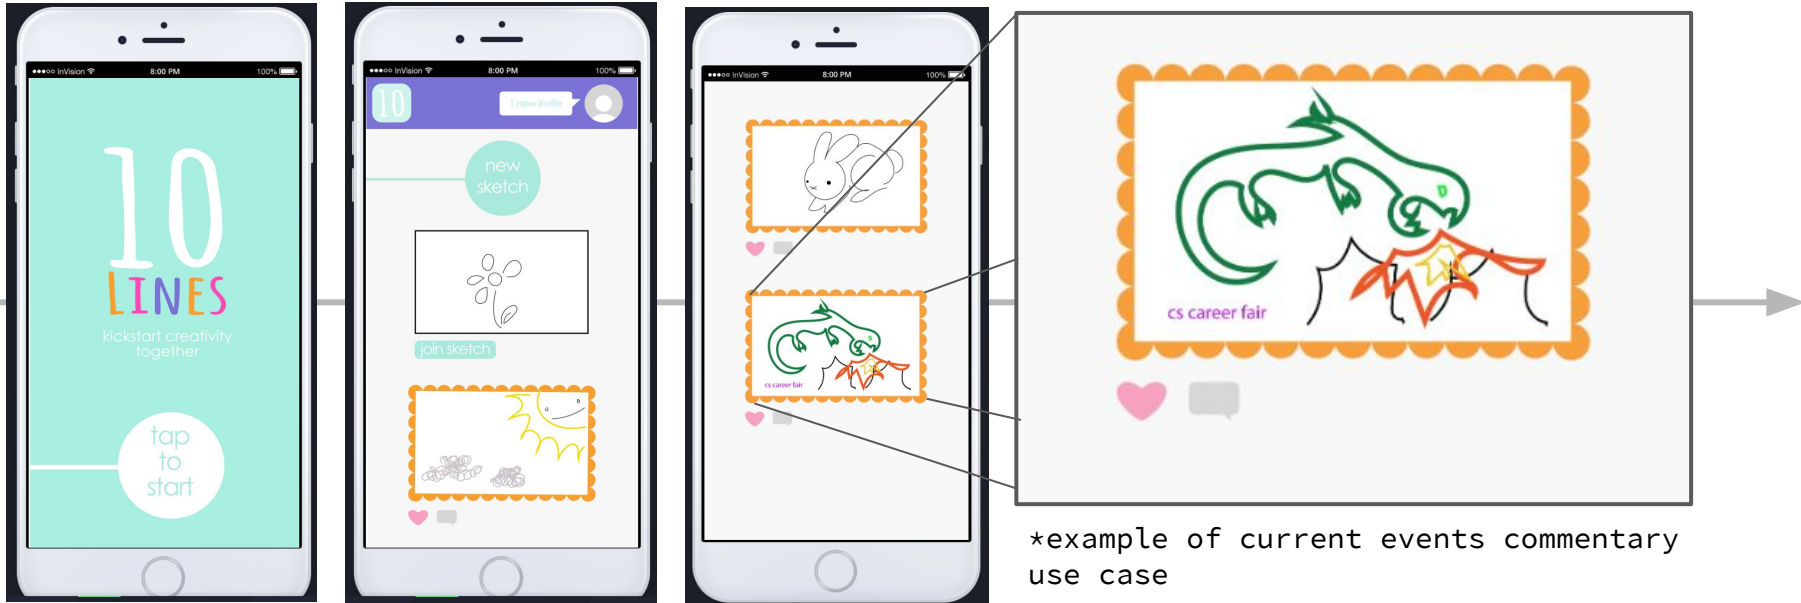 ●●●○○ InVision 8:00 PM 100%
10
LINES
kickstart creativity
together
tap
to
start
●●●○○ InVision 8:00 PM 100%
10
1 new invite
new
sketch
join sketch
●●●○○ InVision 8:00 PM 100%
cs career fair
cs career fair
*example of current events commentary
use case